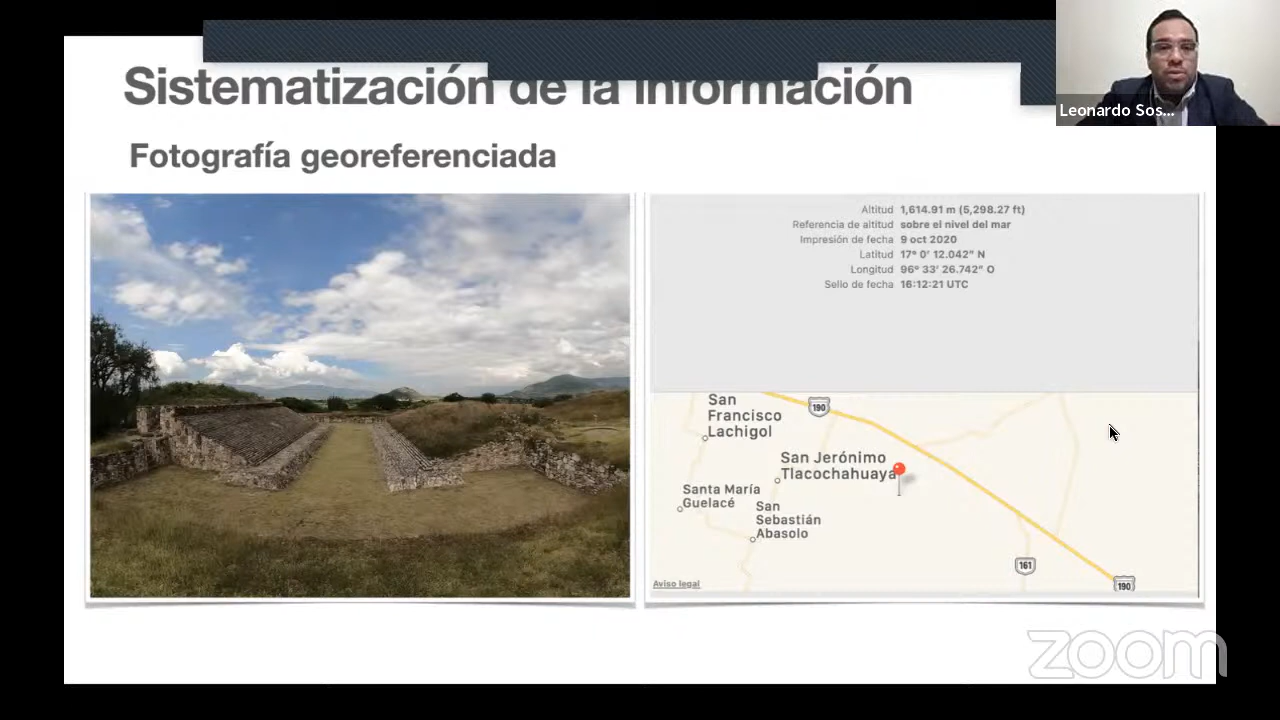 Sistematización de la información
Leonardo Sos...
Fotografía georeferenciada
Altitud 1,614.91 m (5,298.27 ft)
Referencia de altitud sobre el nivel del mar
Impresión de fecha 9 oct 2020
Latitud 17° 0' 12.042" N
Longitud 96° 33' 26.742" O
Sello de fecha 16:12:21 UTC
San
Francisco
Lachigol
190
San Jerónimo
Tlacochahuaya
Santa María
Guelacé
San
Sebastián
Abasolo
161
190
Aviso legal
zoom